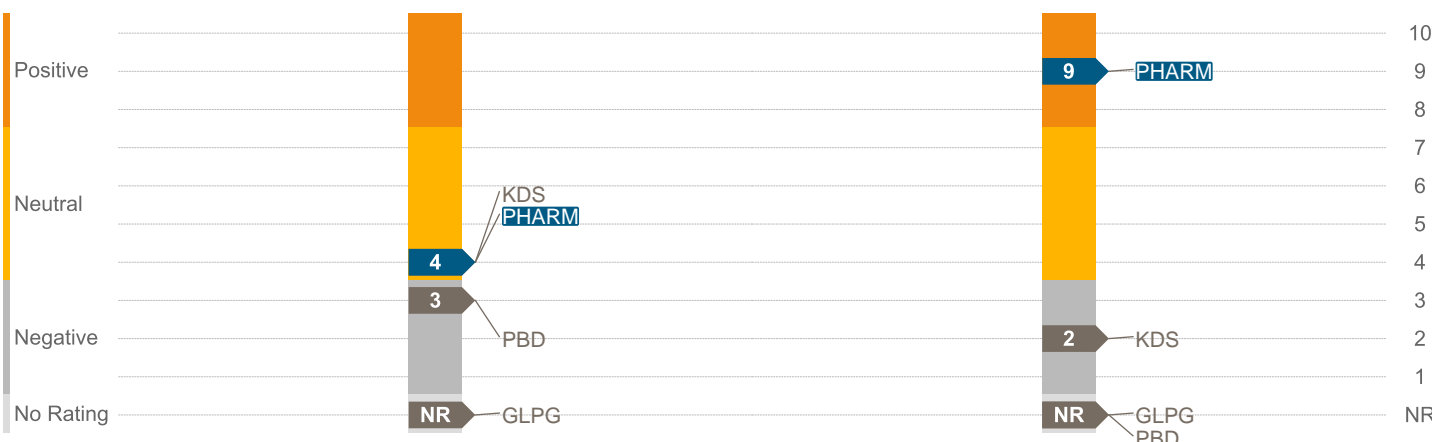 10
Positive
9
PHARM
9
8
7
KDS
6
Neutral
PHARM
5
4
4
3
3
Negative
PBD
2
KDS
2
1
No Rating
NR
GLPG
NR
GLPG
NR
PBD